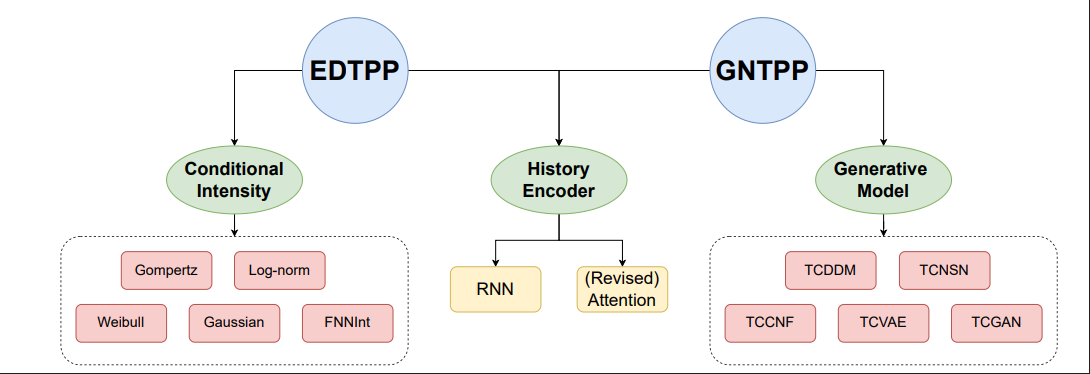 EDTPP
GNTPP
Conditional
Intensity
History
Encoder
Generative
Model
Gompertz
Log-norm
Weibull
Gaussian
FNNInt
RNN
(Revised)
Attention
TCDDM
TCNSN
TCCNF
TCVAE
TCGAN